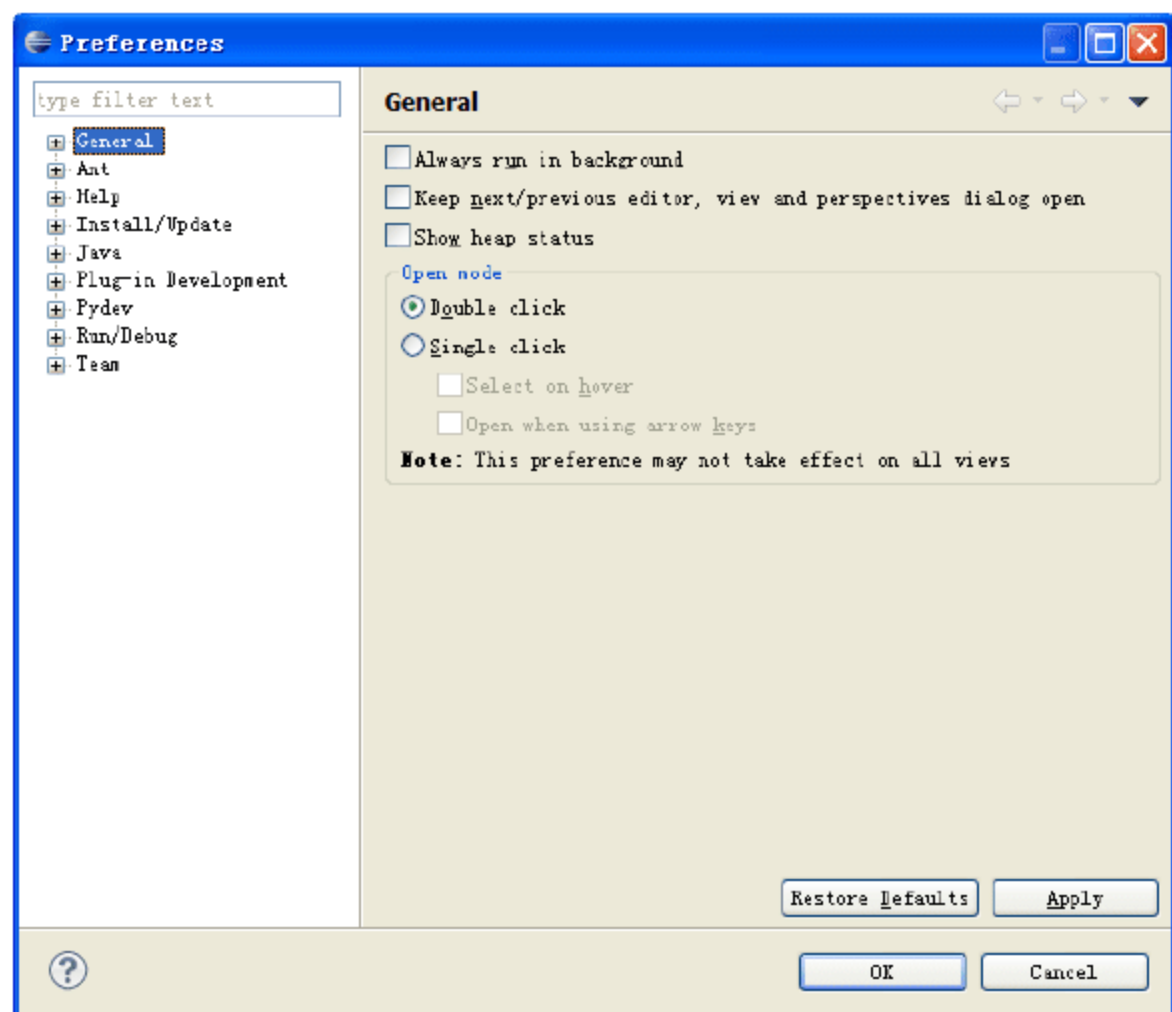 Preferences
type filter text
General
Ant
Help
Install/Update
Java
Plug-in Development
Pydev
Run/Debug
Team
General
Always run in background
Keep next/previous editor, view and perspectives dialog open
Show heap status
Open mode
Double click
Single click
Select on hover
Open when using arrow keys
Note: This preference may not take effect on all views
Restore Defaults
Apply
?
OK
Cancel